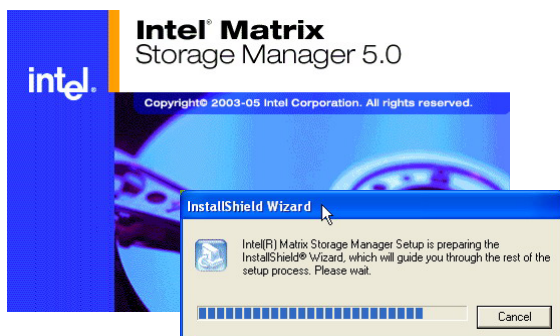 Intel® Matrix
Storage Manager 5.0
intel.
Copyright© 2003-05 Intel Corporation. All rights reserved.
InstallShield Wizard
Intel(R) Matrix Storage Manager Setup is preparing the
InstallShield® Wizard, which will guide you through the rest of the
setup process. Please wait.
Cancel